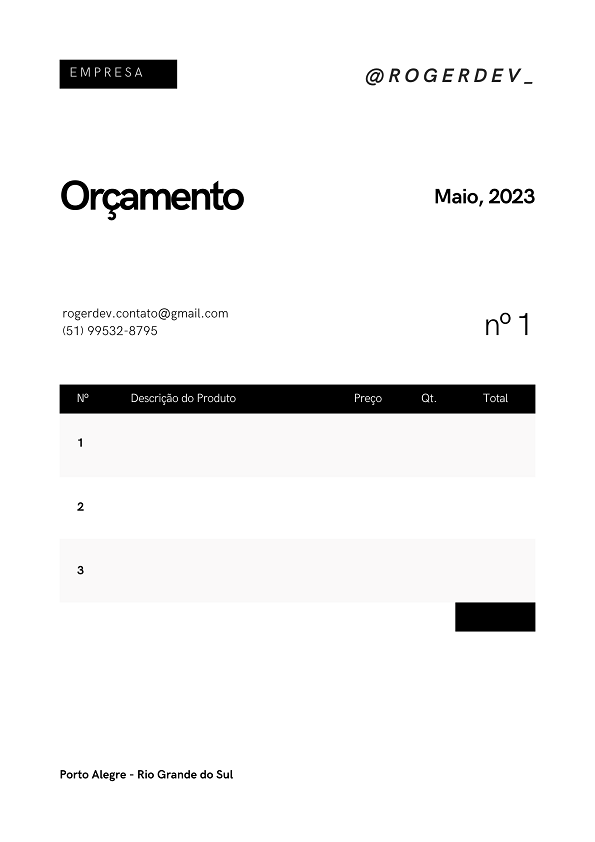 EMPRESA
@ROGERDEV_
Orçamento
Maio, 2023
rogerdev.contato@gmail.com
(51) 99532-8795
nº 1
Nº Descrição do Produto Preço Qt. Total
1
2
3
Porto Alegre - Rio Grande do Sul